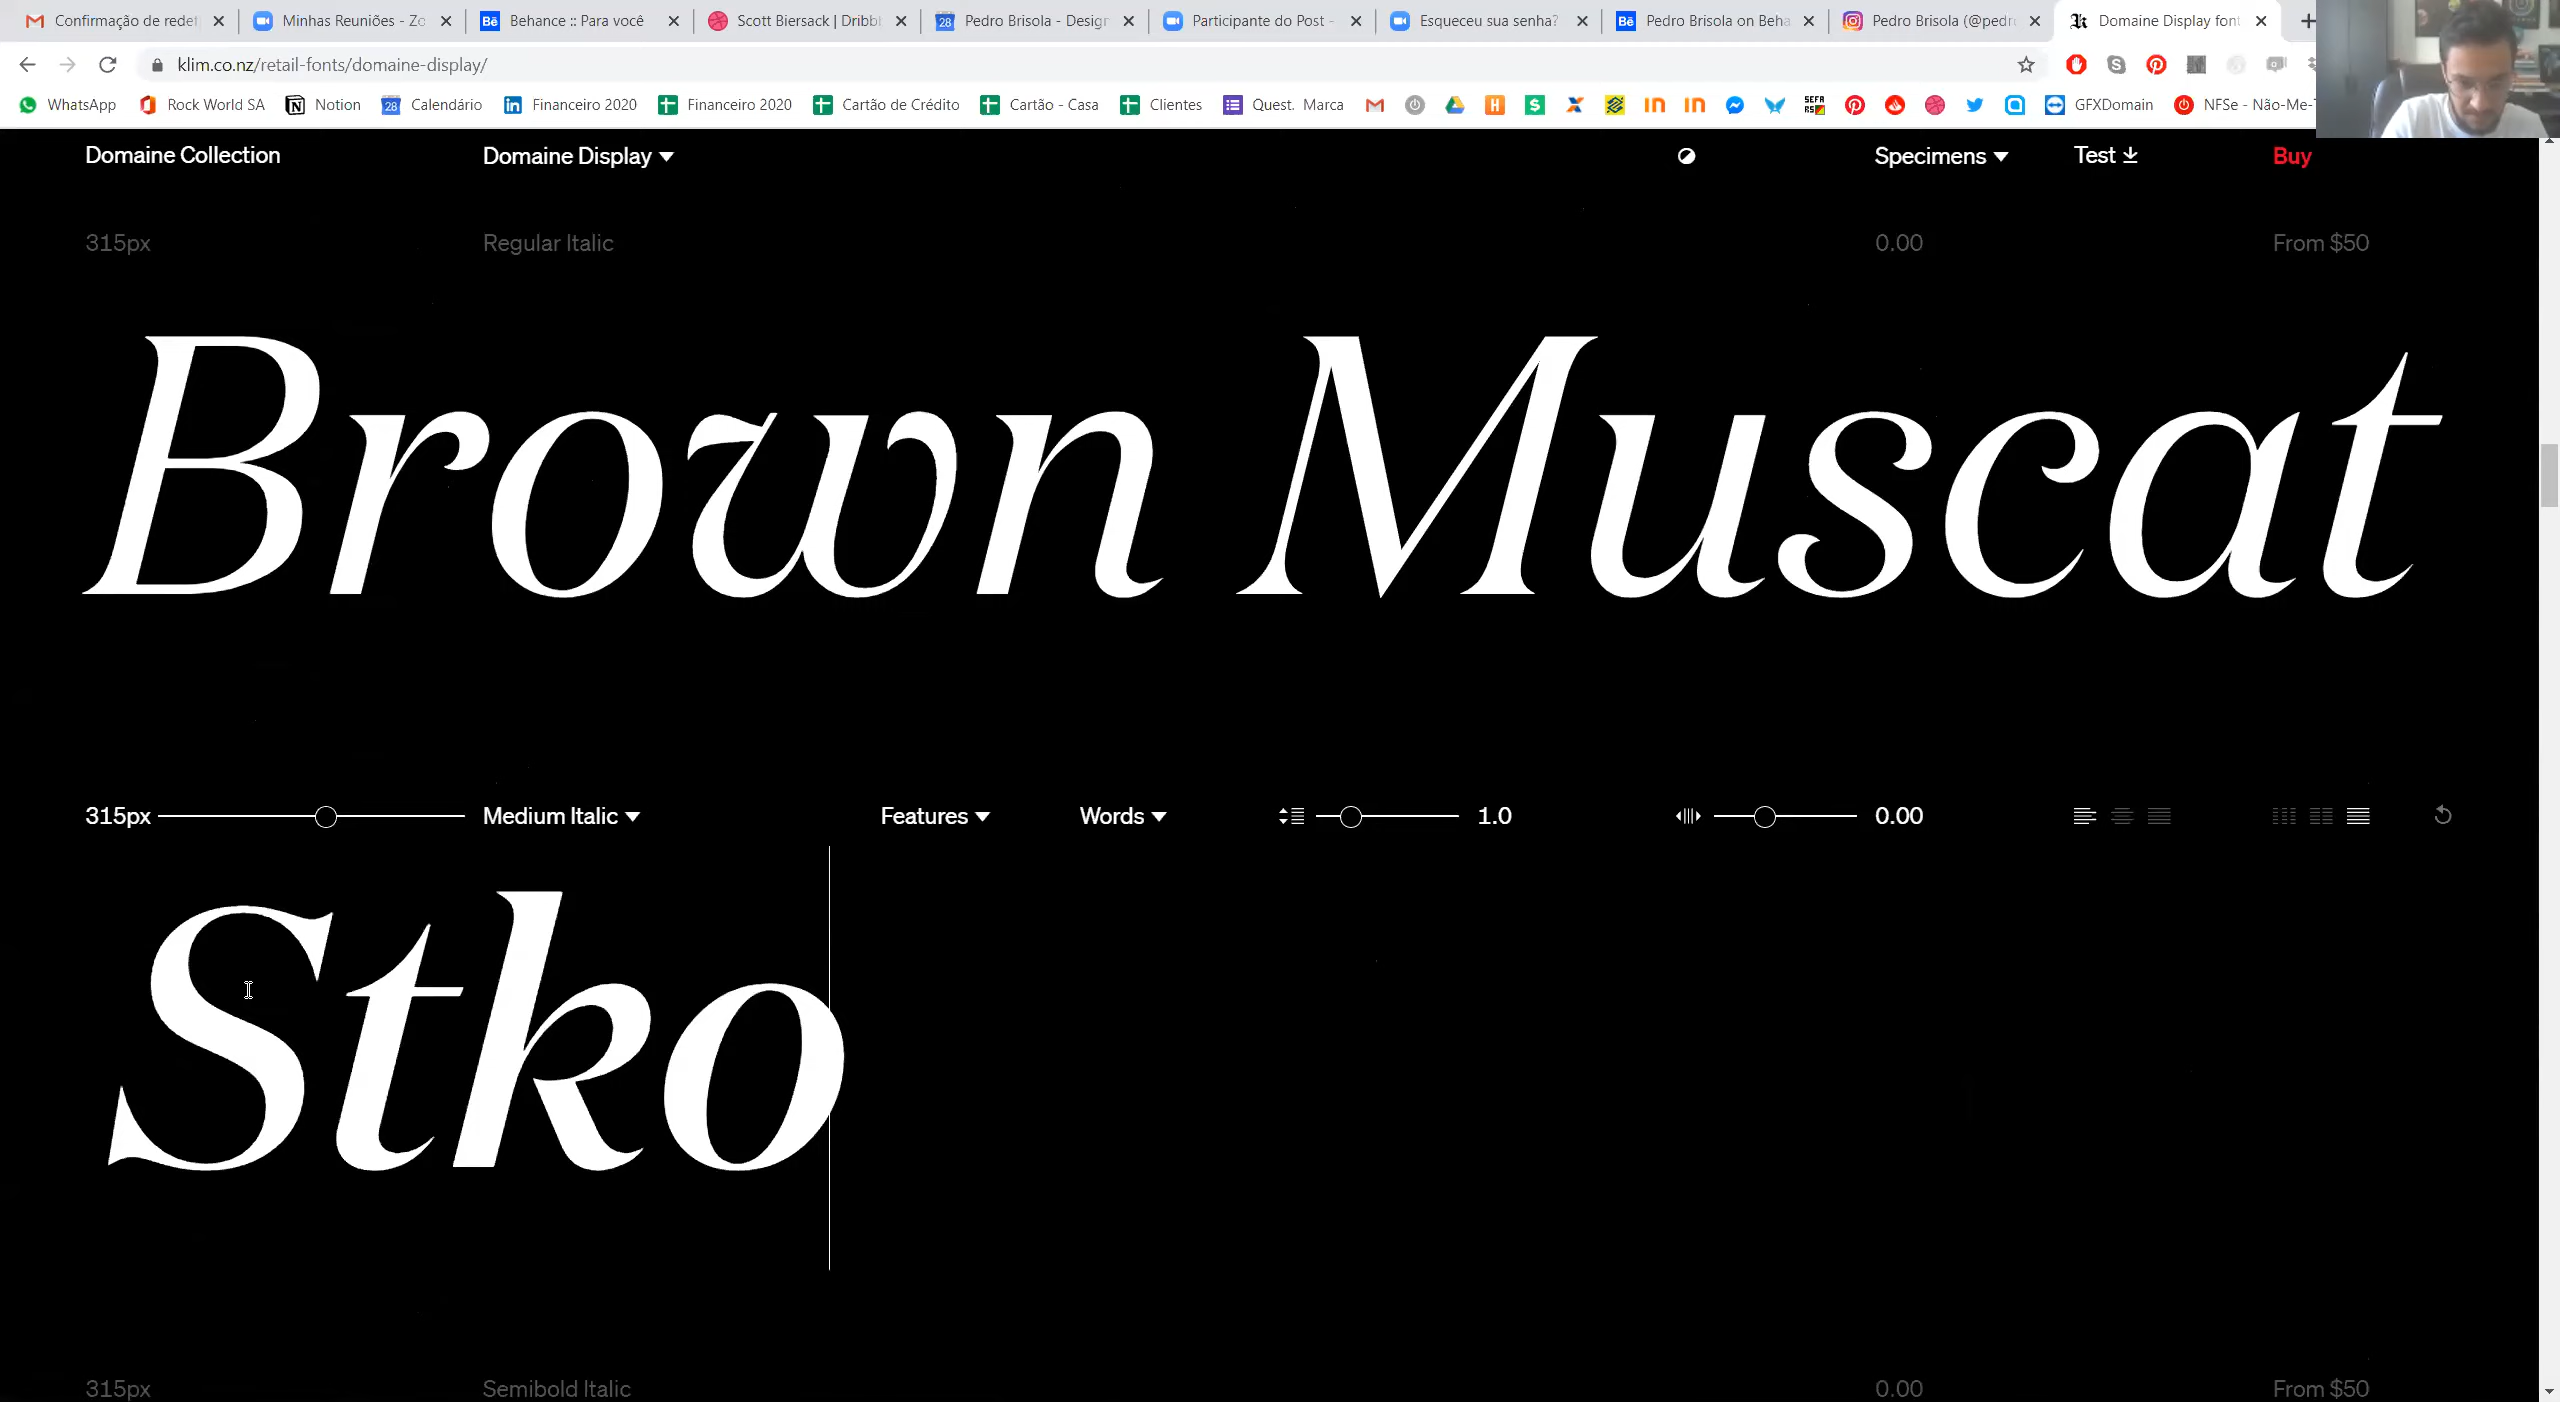 Confirmação de redef
Minhas Reuniões - Zo
Behance :: Para você
Scott Biersack | Dribbl
Pedro Brisola - Design
Participante do Post -
Esqueceu sua senha?
Pedro Brisola on Beha
Pedro Brisola (@pedr
Domaine Display font
klim.co.nz/retail-fonts/domaine-display/
WhatsApp Rock World SA Notion 28 Calendário Financeiro 2020 Financeiro 2020 Cartão de Crédito Cartão - Casa Clientes Quest. Marca GFXDomain NFSe - Não-Me-T
Domaine Collection Domaine Display Specimens Test Buy
315px Regular Italic 0.00 From $50
Brown Muscat
315px Medium Italic Features Words 1.0 0.00
Stko
315px Semibold Italic 0.00 From $50